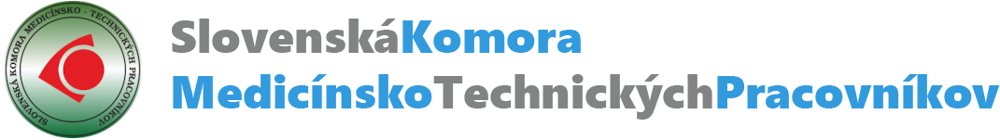 SLOVENSKÁ KOMORA MEDICÍNSKO - TECHNICKÝCH PRACOVNÍKOV
SlovenskáKomora
MedicínskoTechnickýchPracovníkov